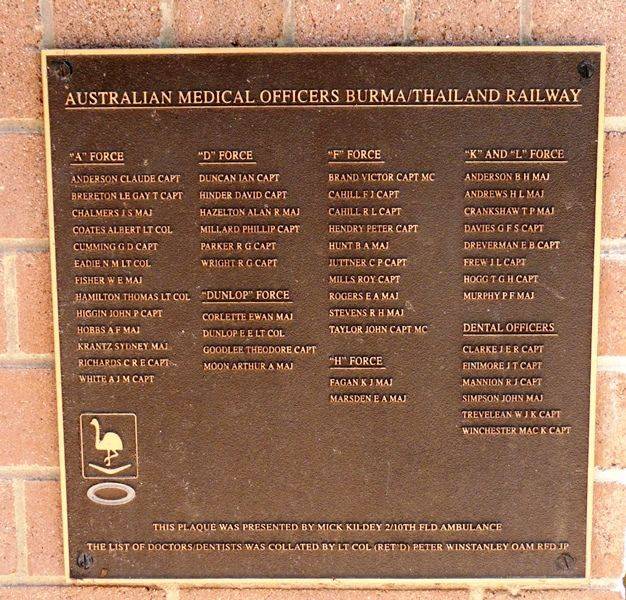 AUSTRALIAN MEDICAL OFFICERS BURMA/THAILAND RAILWAY
"A" FORCE
ANDERSON CLAUDE CAPT
BRERETON LE GAY T CAPT
CHALMERS J S MAJ
COATES ALBERT LT COL
CUMMING G D CAPT
EADIE N M LT COL
FISHER W E MAJ
HAMILTON THOMAS LT COL
HIGGIN JOHN P CAPT
HOBBS A F MAJ
KRANTZ SYDNEY MAJ
RICHARDS C R E CAPT
WHITE A J M CAPT
"D" FORCE
DUNCAN IAN CAPT
HINDER DAVID CAPT
HAZELTON ALAN R MAJ
MILLARD PHILLIP CAPT
PARKER R G CAPT
WRIGHT R G CAPT
"DUNLOP" FORCE
CORLETTE EWAN MAJ
DUNLOP E E LT COL
GOODLEE THEODORE CAPT
MOON ARTHUR A MAJ
"F" FORCE
BRAND VICTOR CAPT MC
CAHILL F J CAPT
CAHILL R L CAPT
HENDRY PETER CAPT
HUNT B A MAJ
JUTTNER C P CAPT
MILLS ROY CAPT
ROGERS E A MAJ
STEVENS R H MAJ
TAYLOR JOHN CAPT MC
"H" FORCE
FAGAN K J MAJ
MARSDEN E A MAJ
"K" AND "L" FORCE
ANDERSON B H MAJ
ANDREWS H L MAJ
CRANKSHAW T P MAJ
DAVIES G F S CAPT
DREVERMAN E B CAPT
FREW J L CAPT
HOGG T G H CAPT
MURPHY P F MAJ
DENTAL OFFICERS
CLARKE J E R CAPT
FINIMORE J T CAPT
MANNION R J CAPT
SIMPSON JOHN MAJ
TREVELEAN W J K CAPT
WINCHESTER MAC K CAPT
THIS PLAQUE WAS PRESENTED BY MICK KILDEY 2/10TH FLD AMBULANCE
THE LIST OF DOCTORS/DENTISTS WAS COLLATED BY LT COL (RET'D) PETER WINSTANLEY OAM RFD JP